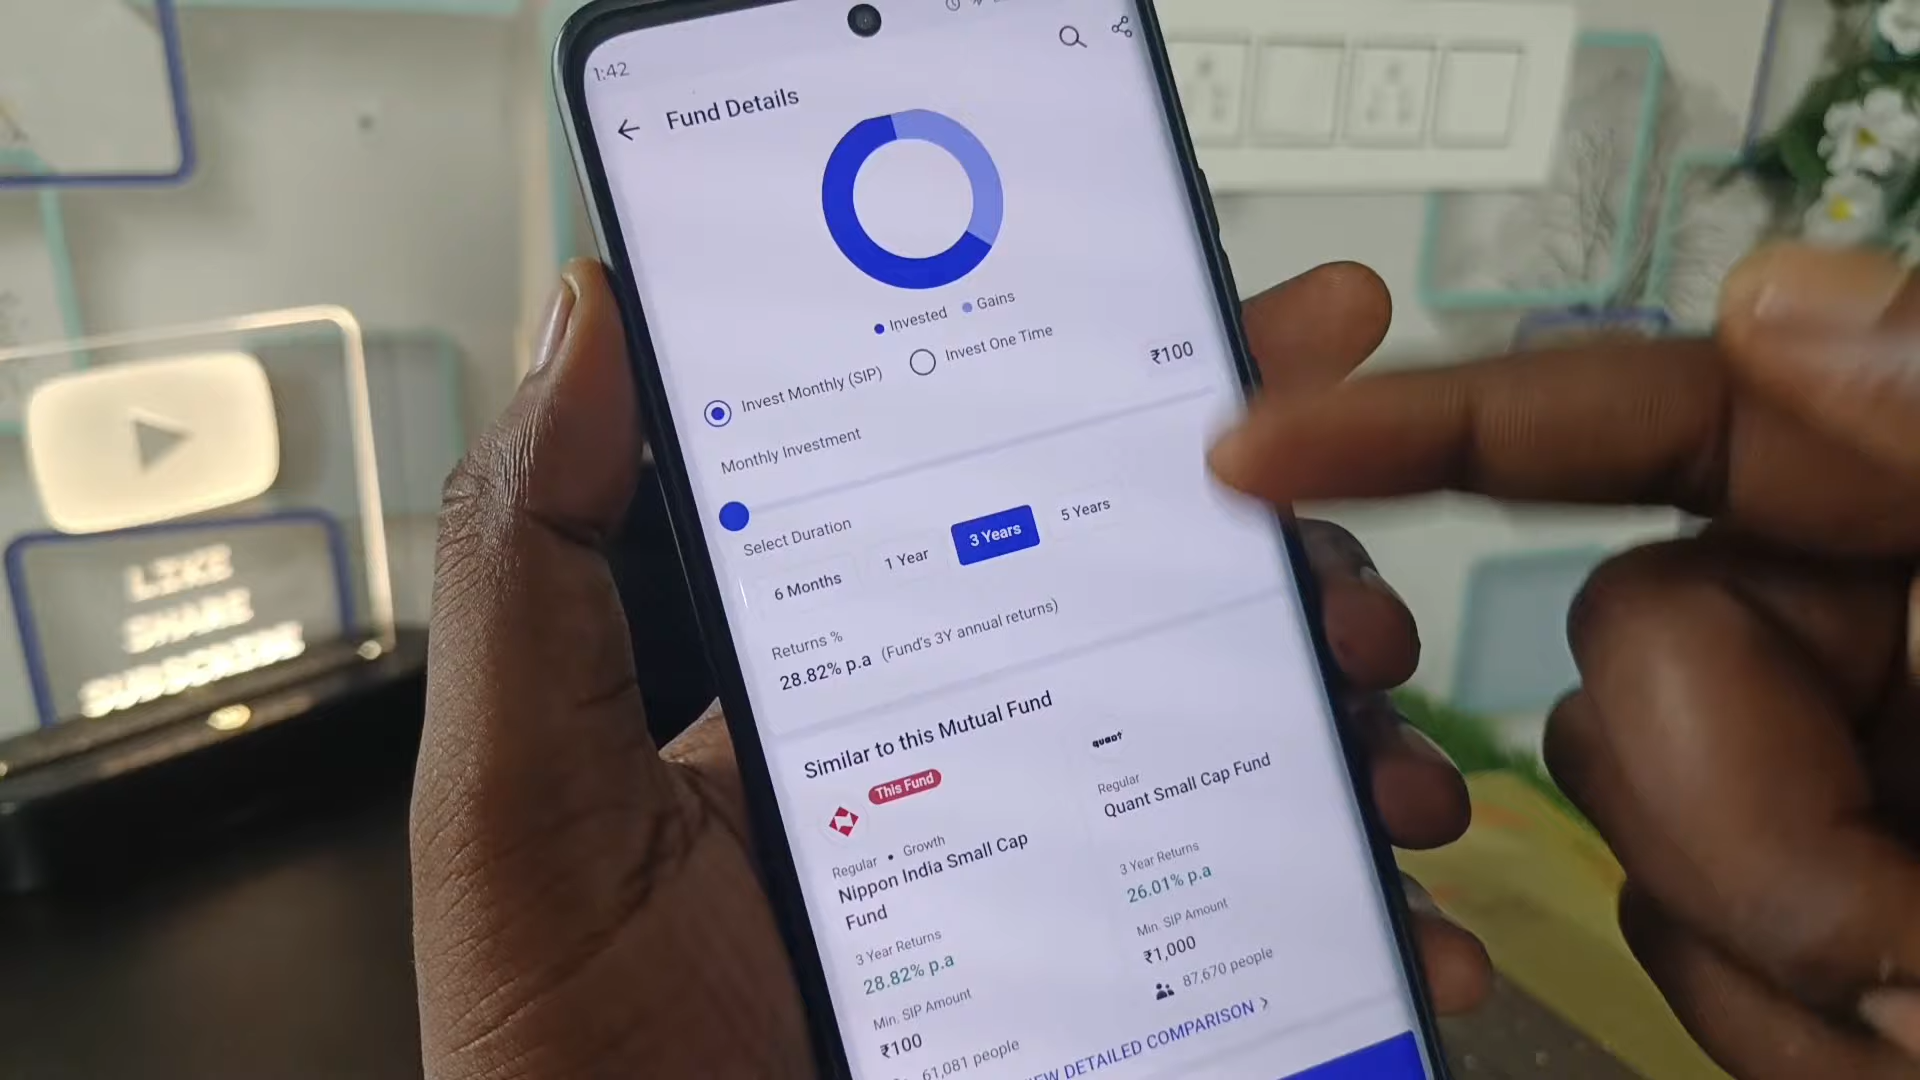 1:42
Fund Details
Invested
Gains
Invest Monthly (SIP)
Invest One Time
Monthly Investment
₹100
Select Duration
6 Months
1 Year
3 Years
5 Years
Returns %
28.82% p.a (Fund's 3Y annual returns)
Similar to this Mutual Fund
This Fund
Regular • Growth
Nippon India Small Cap
Fund
3 Year Returns
28.82% p.a
Min. SIP Amount
₹100
61,081 people
quant
Regular
Quant Small Cap Fund
3 Year Returns
26.01% p.a
Min. SIP Amount
₹1,000
87,670 people
EW DETAILED COMPARISON >
LIKE
SHARE
SUBSCRIBE